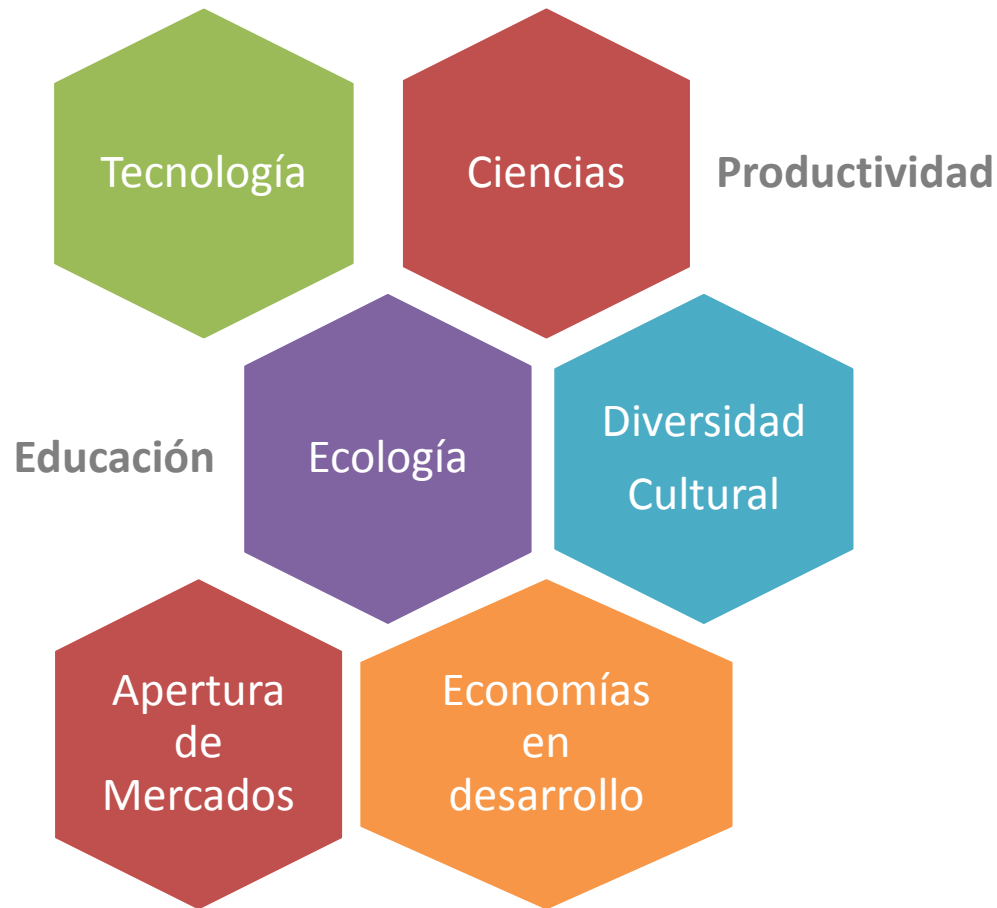 Tecnología
Ciencias
Productividad
Educación
Ecología
Diversidad
Cultural
Apertura
de
Mercados
Economías
en
desarrollo